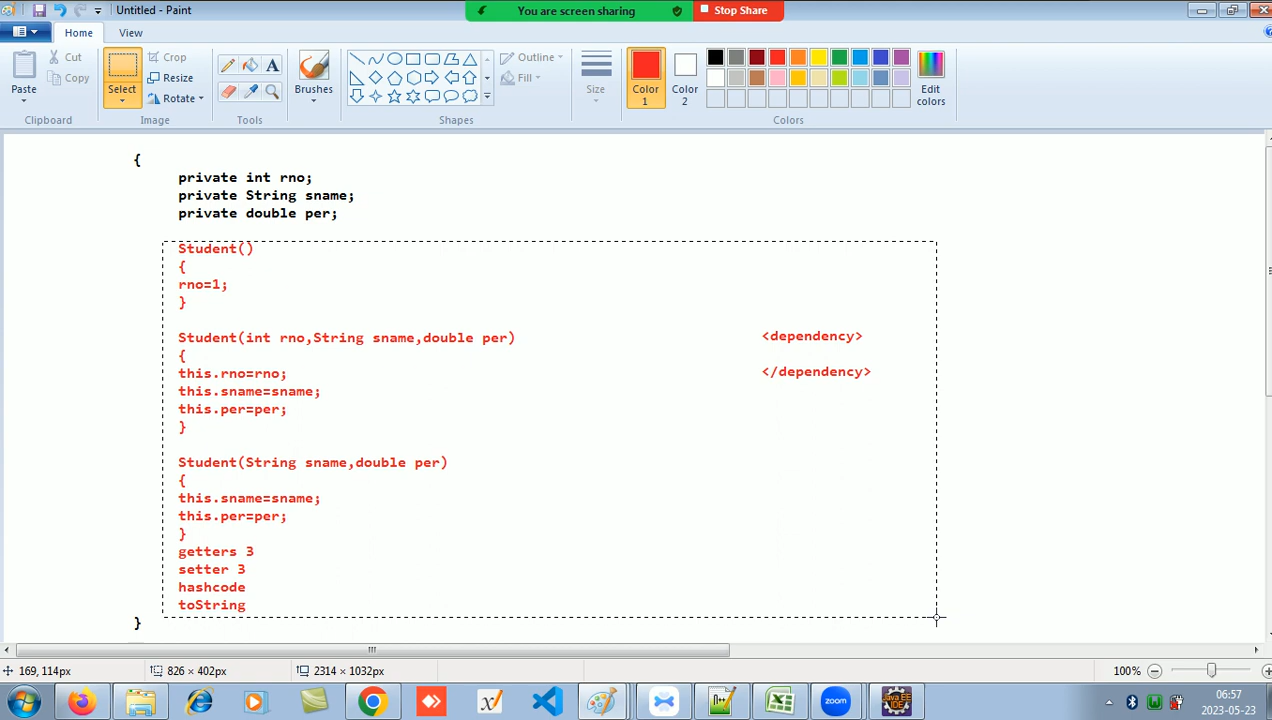 Untitled - Paint
You are screen sharing
Stop Share
Home
View
Cut
Copy
Paste
Clipboard
Crop
Resize
Rotate
Select
Image
A
Tools
Brushes
Outline
Fill
Shapes
Size
Color 1
Color 2
Edit colors
Colors
{
private int rno;
private String sname;
private double per;
Student()
{
rno=1;
}
Student(int rno,String sname,double per)
{
this.rno=rno;
this.sname=sname;
this.per=per;
}
<dependency>
</dependency>
Student(String sname,double per)
{
this.sname=sname;
this.per=per;
}
getters 3
setter 3
hashcode
toString
}
169, 114px
826 × 402px
2314 × 1032px
100%
zoom
Java EE
IDE
06:57
2023-05-23